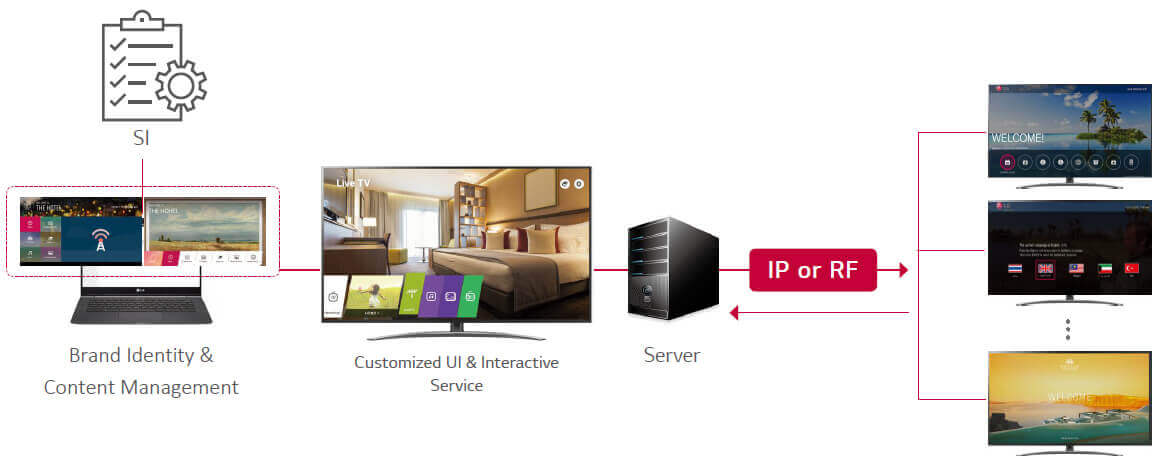 SI
THE HOTEL
THE HOTEL
Brand Identity &
Content Management
Live TV
Customized UI & Interactive
Service
Server
IP or RF
WELCOME!
WELCOME